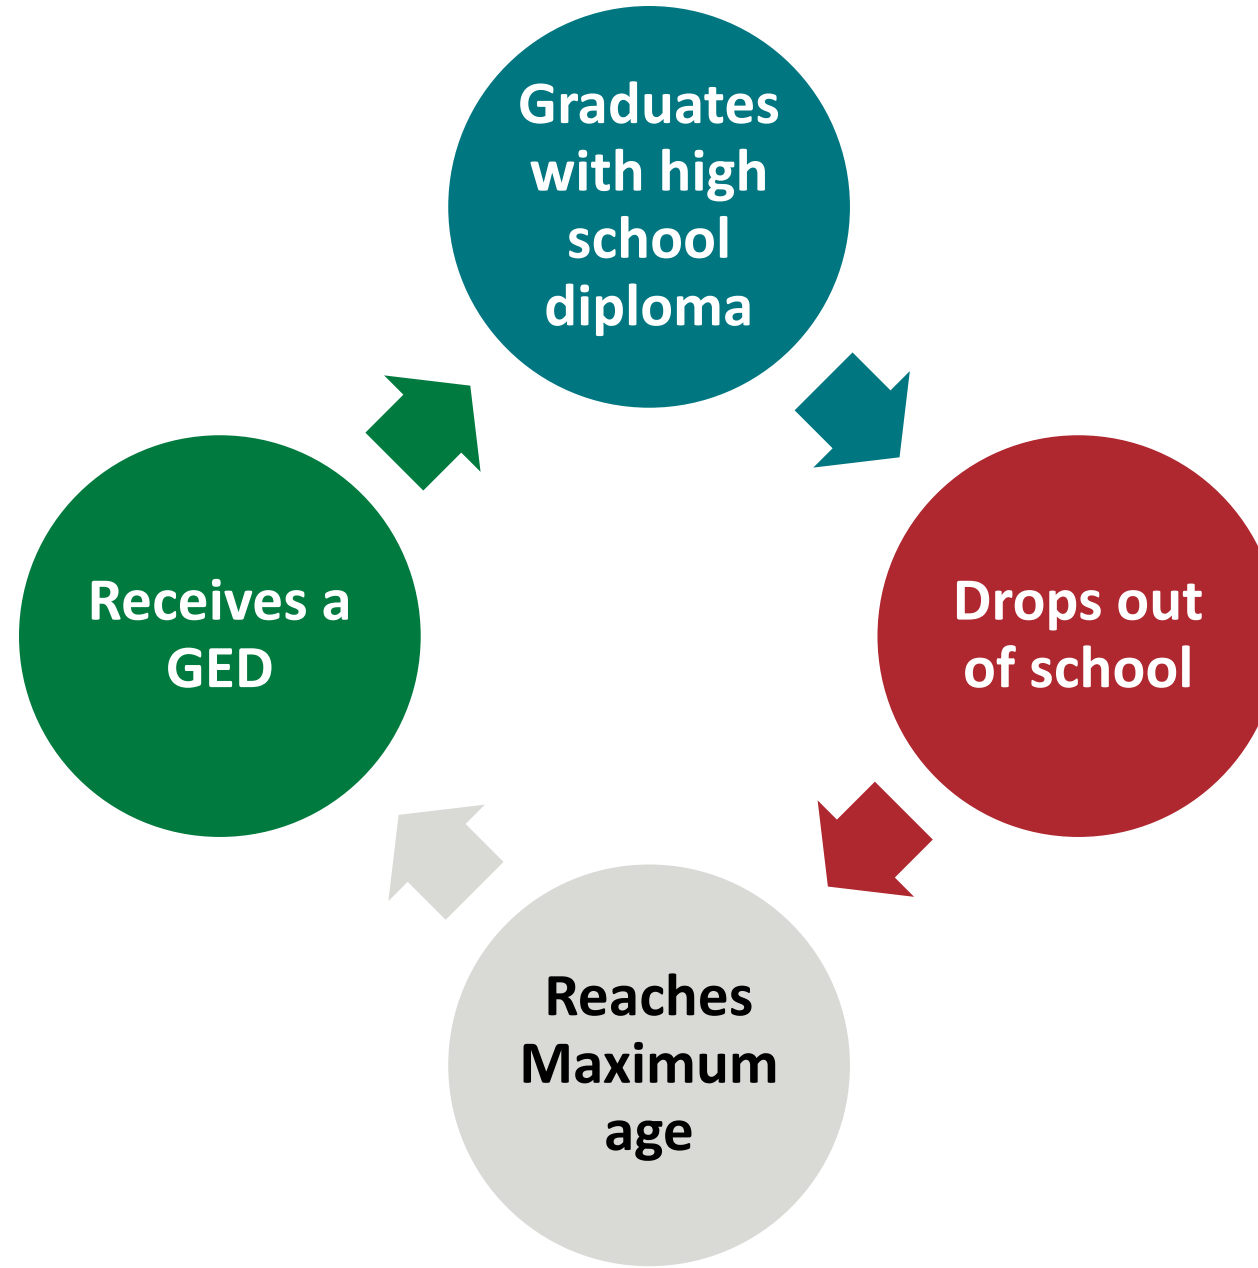 Graduates
with high
school
diploma
Drops out
of school
Reaches
Maximum
age
Receives a
GED